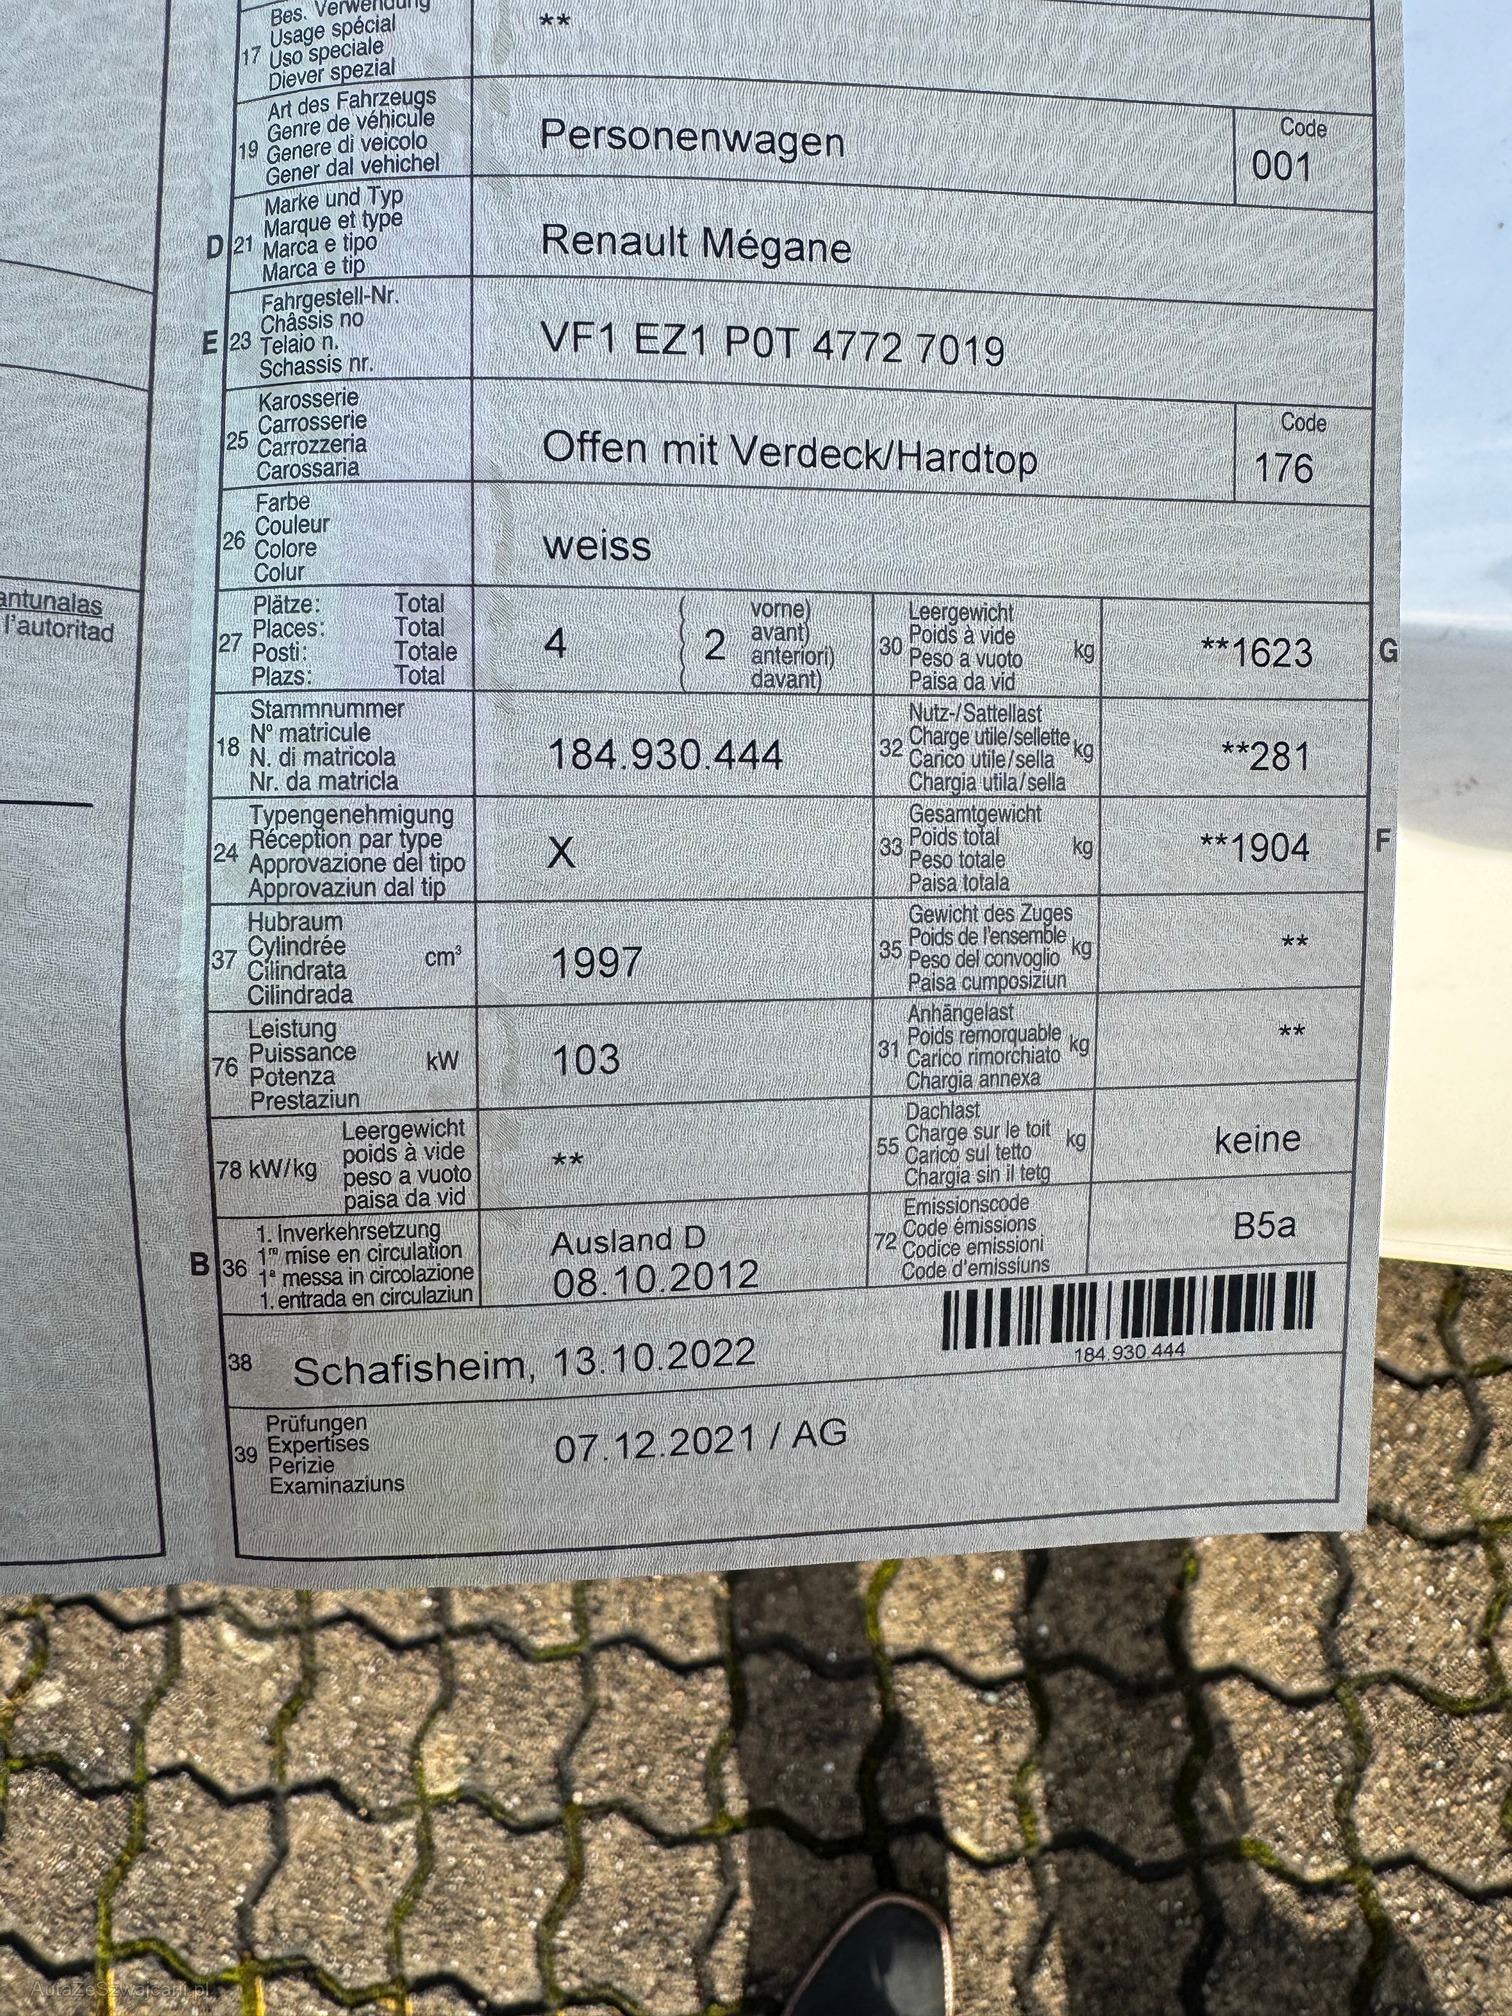 Bes. Verwendung
Usage spécial
17 Uso speciale
Diever spezial
**
Art des Fahrzeugs
Genre de véhicule
19 Genere di veicolo
Gener dal vehichel
Personenwagen
Code
001
Marke und Typ
Marque et type
D 21 Marca e tipo
Marca e tip
Renault Mégane
Fahrgestell-Nr.
Châssis no
E 23 Telaio n.
Schassis nr.
VF1 EZ1 P0T 4772 7019
Karosserie
Carrosserie
25 Carrozzeria
Carossaria
Offen mit Verdeck/Hardtop
Code
176
Farbe
Couleur
26 Colore
Colur
weiss
antunalas
l'autoritad
Plätze: Total
Places: Total
27 Posti: Totale
Plazs: Total
4 ( 2 vorne)
avant)
anteriori)
davant)
Leergewicht
30 Poids à vide kg
Peso a vuoto
Paisa da vid
**1623 G
Stammnummer
N° matricule
18 N. di matricola
Nr. da matricla
184.930.444
Nutz-/Sattellast
32 Charge utile/sellette kg
Carico utile/sella
Chargia utila/sella
**281
Typengenehmigung
Réception par type
24 Approvazione del tipo
Approvaziun dal tip
X
Gesamtgewicht
33 Poids total kg
Peso totale
Paisa totala
**1904 F
Hubraum
37 Cylindrée cm³
Cilindrata
Cilindrada
1997
Gewicht des Zuges
35 Poids de l'ensemble kg
Peso del convoglio
Paisa cumposiziun
**
Leistung
76 Puissance kW
Potenza
Prestaziun
103
Anhängelast
31 Poids remorquable kg
Carico rimorchiato
Chargia annexa
**
Leergewicht
78 kW/kg poids à vide
peso a vuoto
paisa da vid
**
Dachlast
55 Charge sur le toit kg
Carico sul tetto
Chargia sin il tetg
keine
1. Inverkehrsetzung
B 36 1re mise en circulation
1a messa in circolazione
1. entrada en circulaziun
Ausland D
08.10.2012
Emissionscode
72 Code émissions
Codice emissioni
Code d'emissiuns
B5a
184.930.444
38 Schafisheim, 13.10.2022
Prüfungen
39 Expertises
Perizie
Examinaziuns
07.12.2021 / AG
AutaZeSzwajcarii.pl